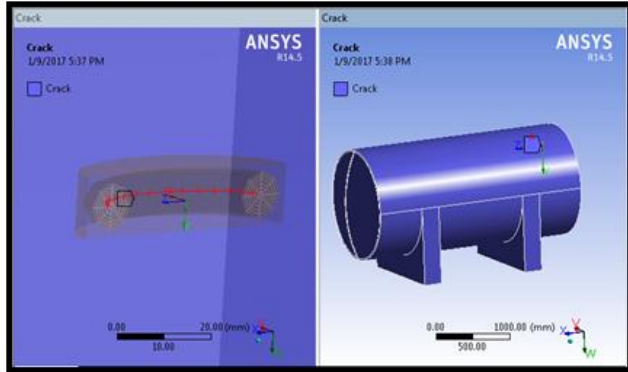 Crack
Crack
1/9/2017 5:37 PM
Crack
ANSYS
R14.5
0.00
20.00 (mm)
10.00
Crack
Crack
1/9/2017 5:38 PM
Crack
ANSYS
R14.5
0.00
1000.00 (mm)
500.00